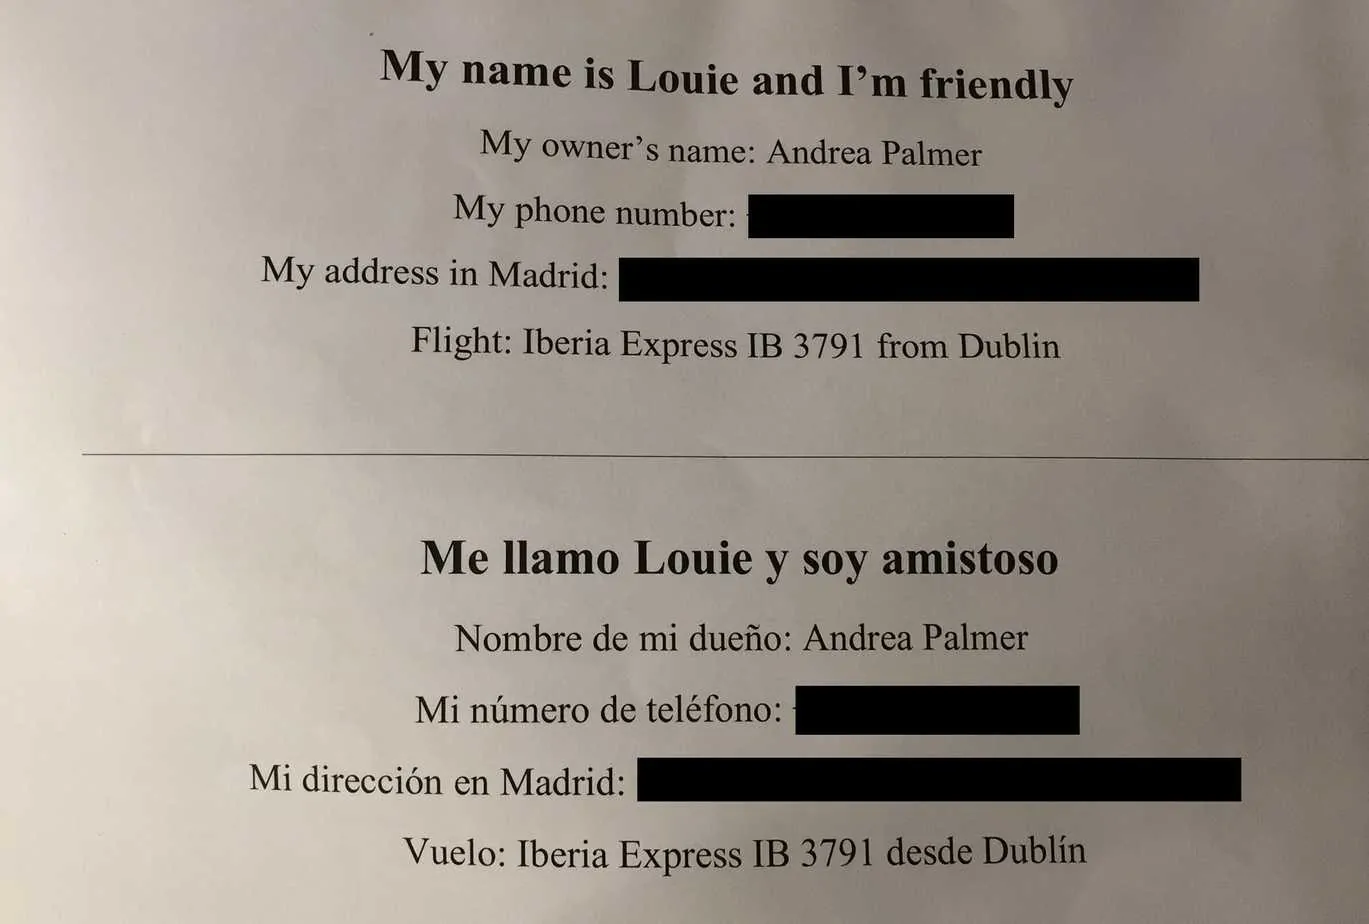 My name is Louie and I’m friendly
My owner’s name: Andrea Palmer
My phone number:
My address in Madrid:
Flight: Iberia Express IB 3791 from Dublin
Me llamo Louie y soy amistoso
Nombre de mi dueño: Andrea Palmer
Mi número de teléfono:
Mi dirección en Madrid:
Vuelo: Iberia Express IB 3791 desde Dublín